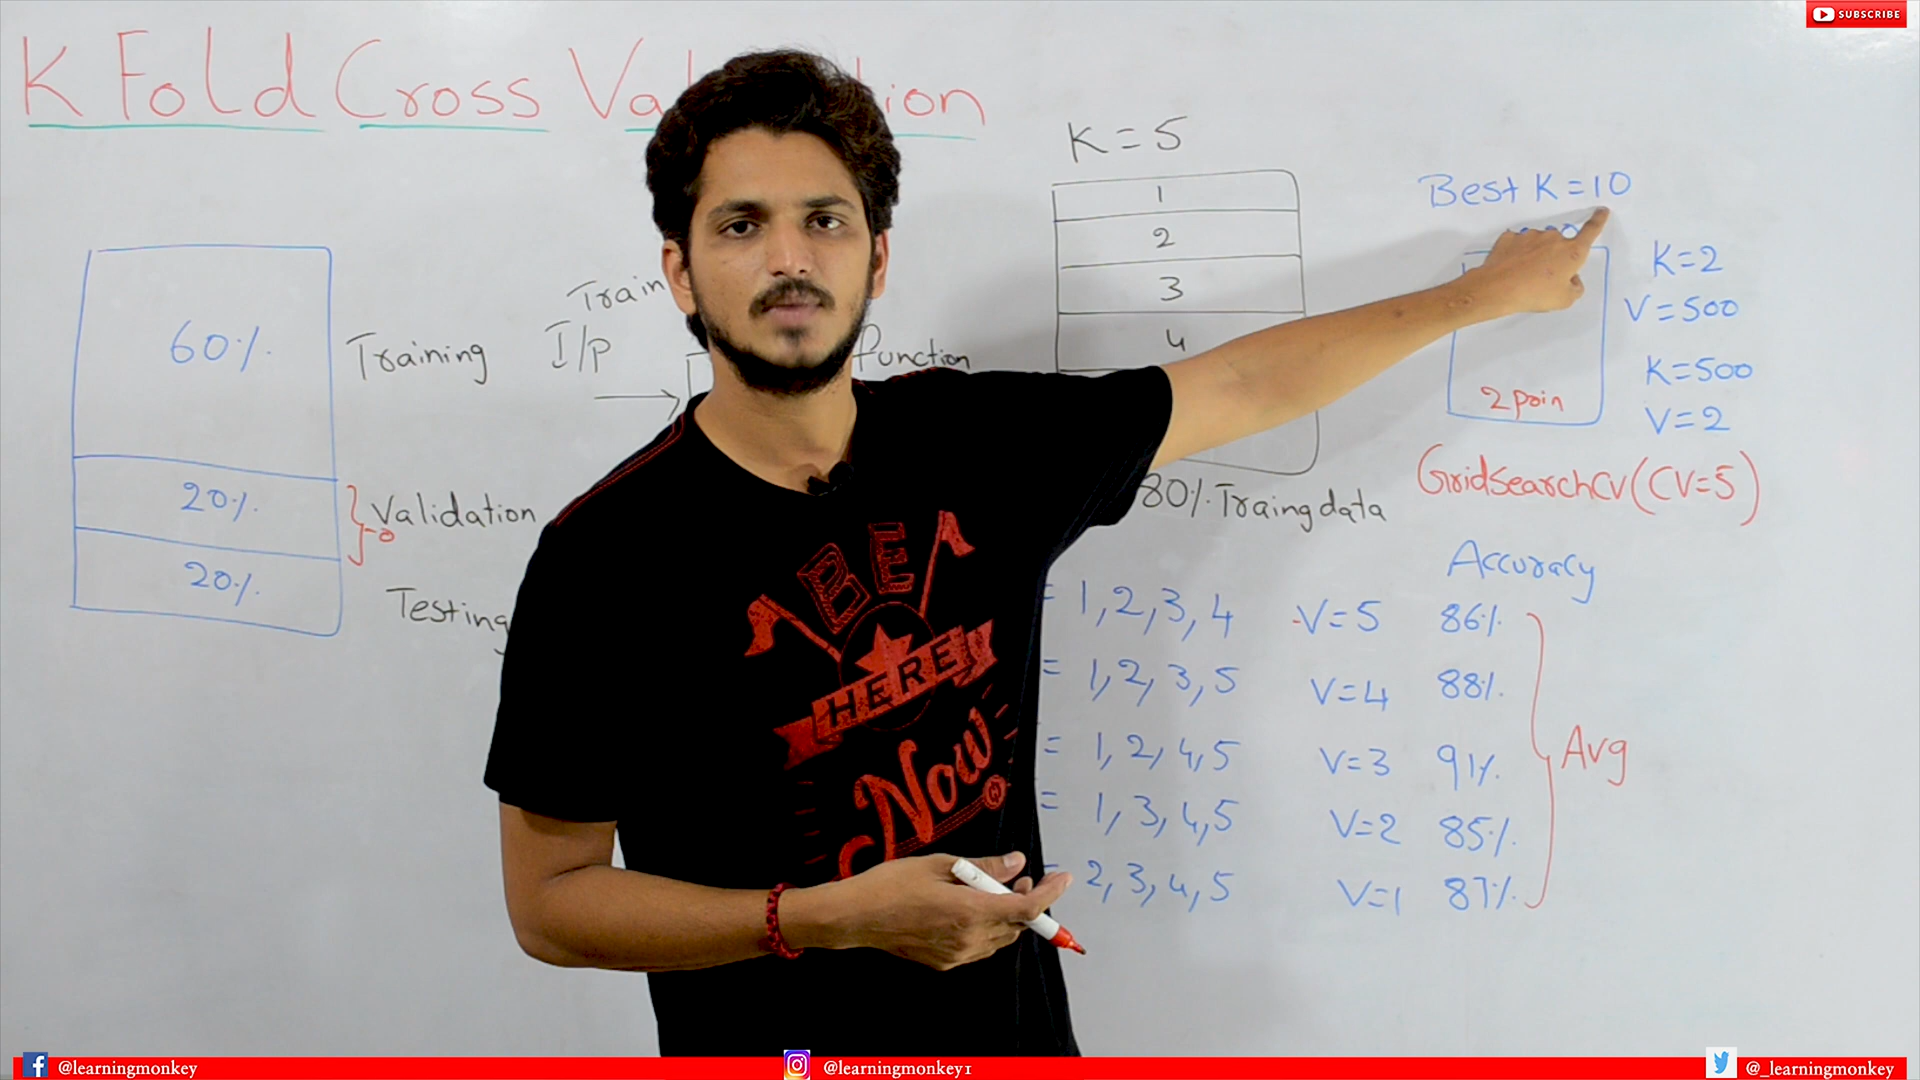 SUBSCRIBE
K Fold Cross
K = 5
1
2
3
4
Best K = 10
K = 2
V = 500
K = 500
V = 2
2 poin
GridSearchCV(CV=5)
60%
Training
20%
Validation
20%
Testing
Train
I/p
function
80% Traing data
Accuracy
= 1, 2, 3, 4 V = 5 86%
= 1, 2, 3, 5 V = 4 88%
= 1, 2, 4, 5 V = 3 91%
= 1, 3, 4, 5 V = 2 85%
= 2, 3, 4, 5 V = 1 87%
Avg
BE
HERE
Now
@learningmonkey
@learningmonkey1
@_learningmonkey